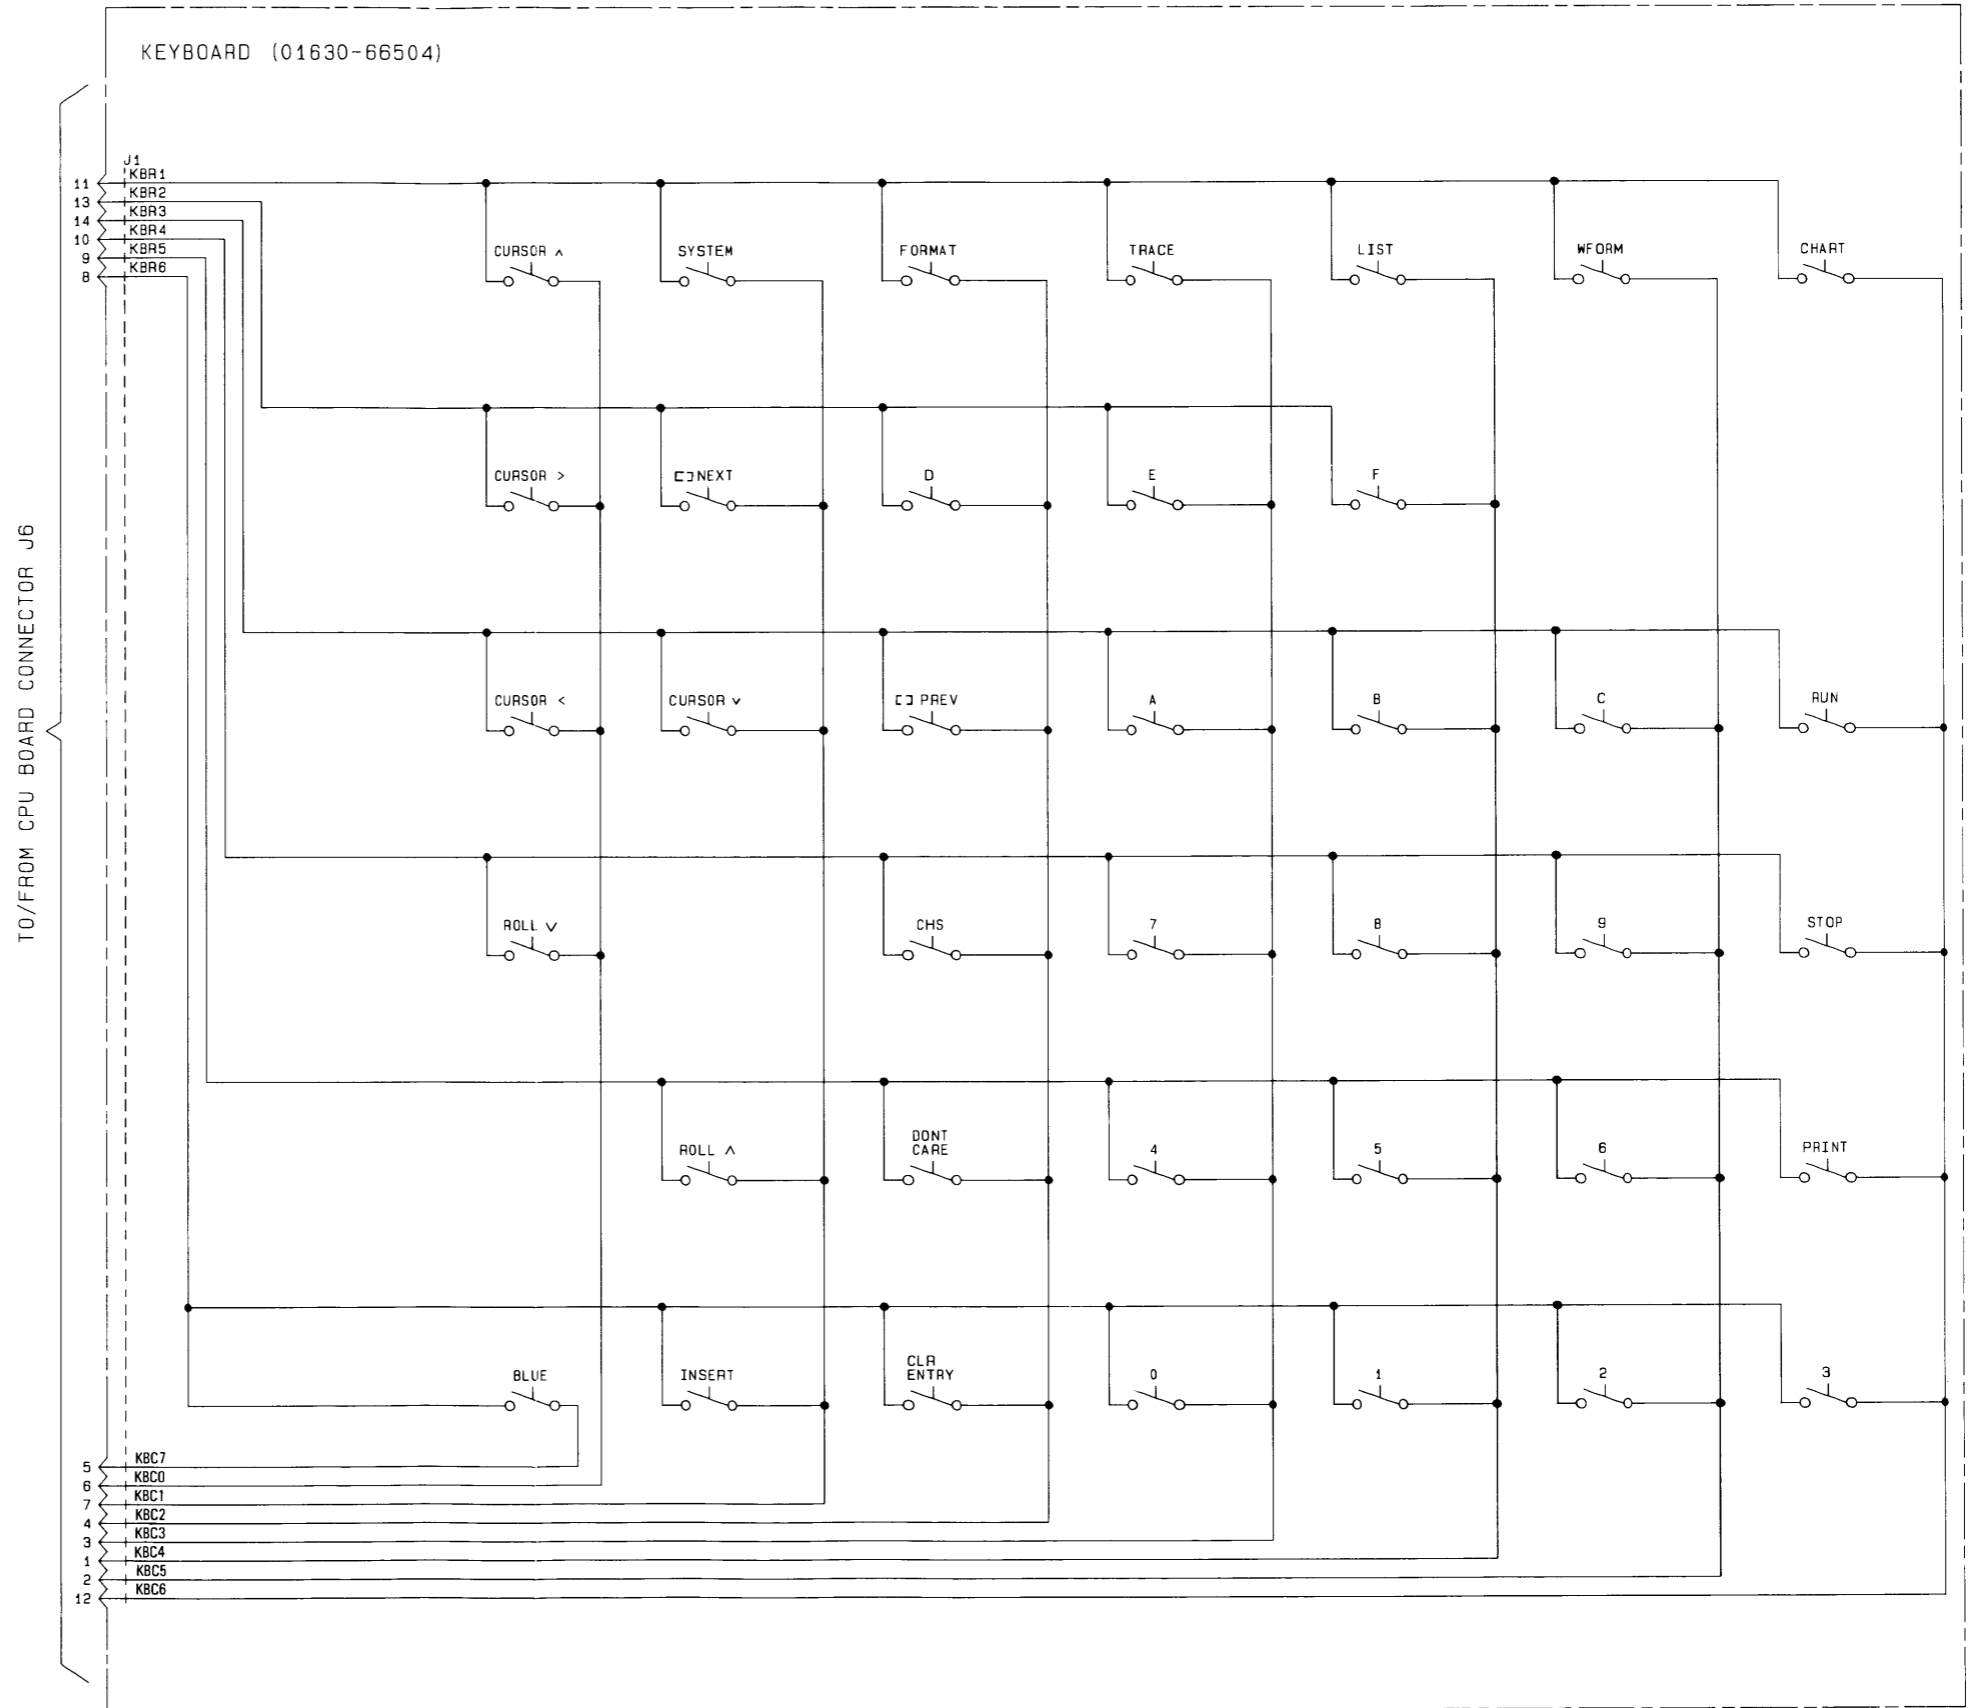 KEYBOARD (01630-66504)
TO/FROM CPU BOARD CONNECTOR J6
J1
11 KBR1
13 KBR2
14 KBR3
10 KBR4
9 KBR5
8 KBR6
CURSOR ^ SYSTEM FORMAT TRACE LIST WFORM CHART
CURSOR > [ ] NEXT D E F
CURSOR < CURSOR v [ ] PREV A B C RUN
ROLL v CHS 7 8 9 STOP
ROLL ^ DONT CARE 4 5 6 PRINT
BLUE INSERT CLR ENTRY 0 1 2 3
5 KBC7
6 KBC0
7 KBC1
4 KBC2
3 KBC3
1 KBC4
2 KBC5
12 KBC6